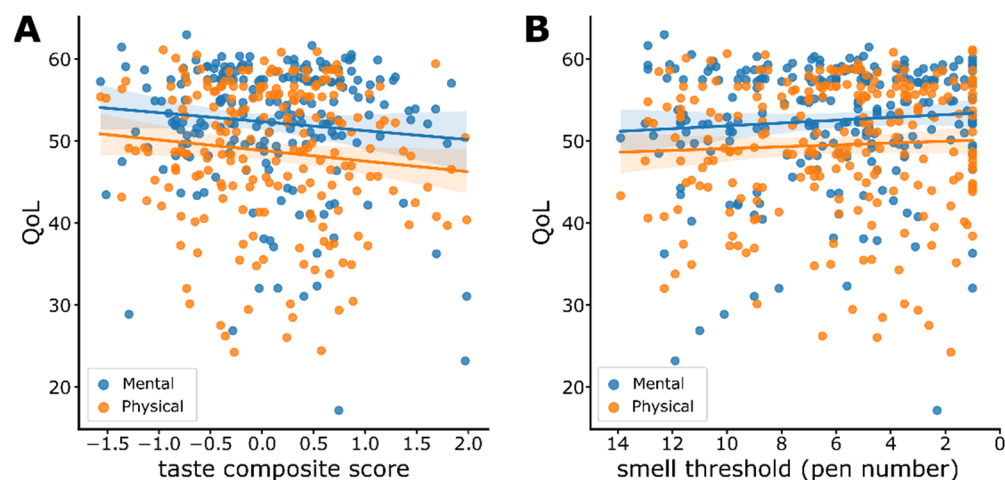 A
B
60
50
40
30
20
QoL
Mental
Physical
−1.5 −1.0 −0.5 0.0 0.5 1.0 1.5 2.0
taste composite score
60
50
40
30
20
QoL
Mental
Physical
14 12 10 8 6 4 2 0
smell threshold (pen number)